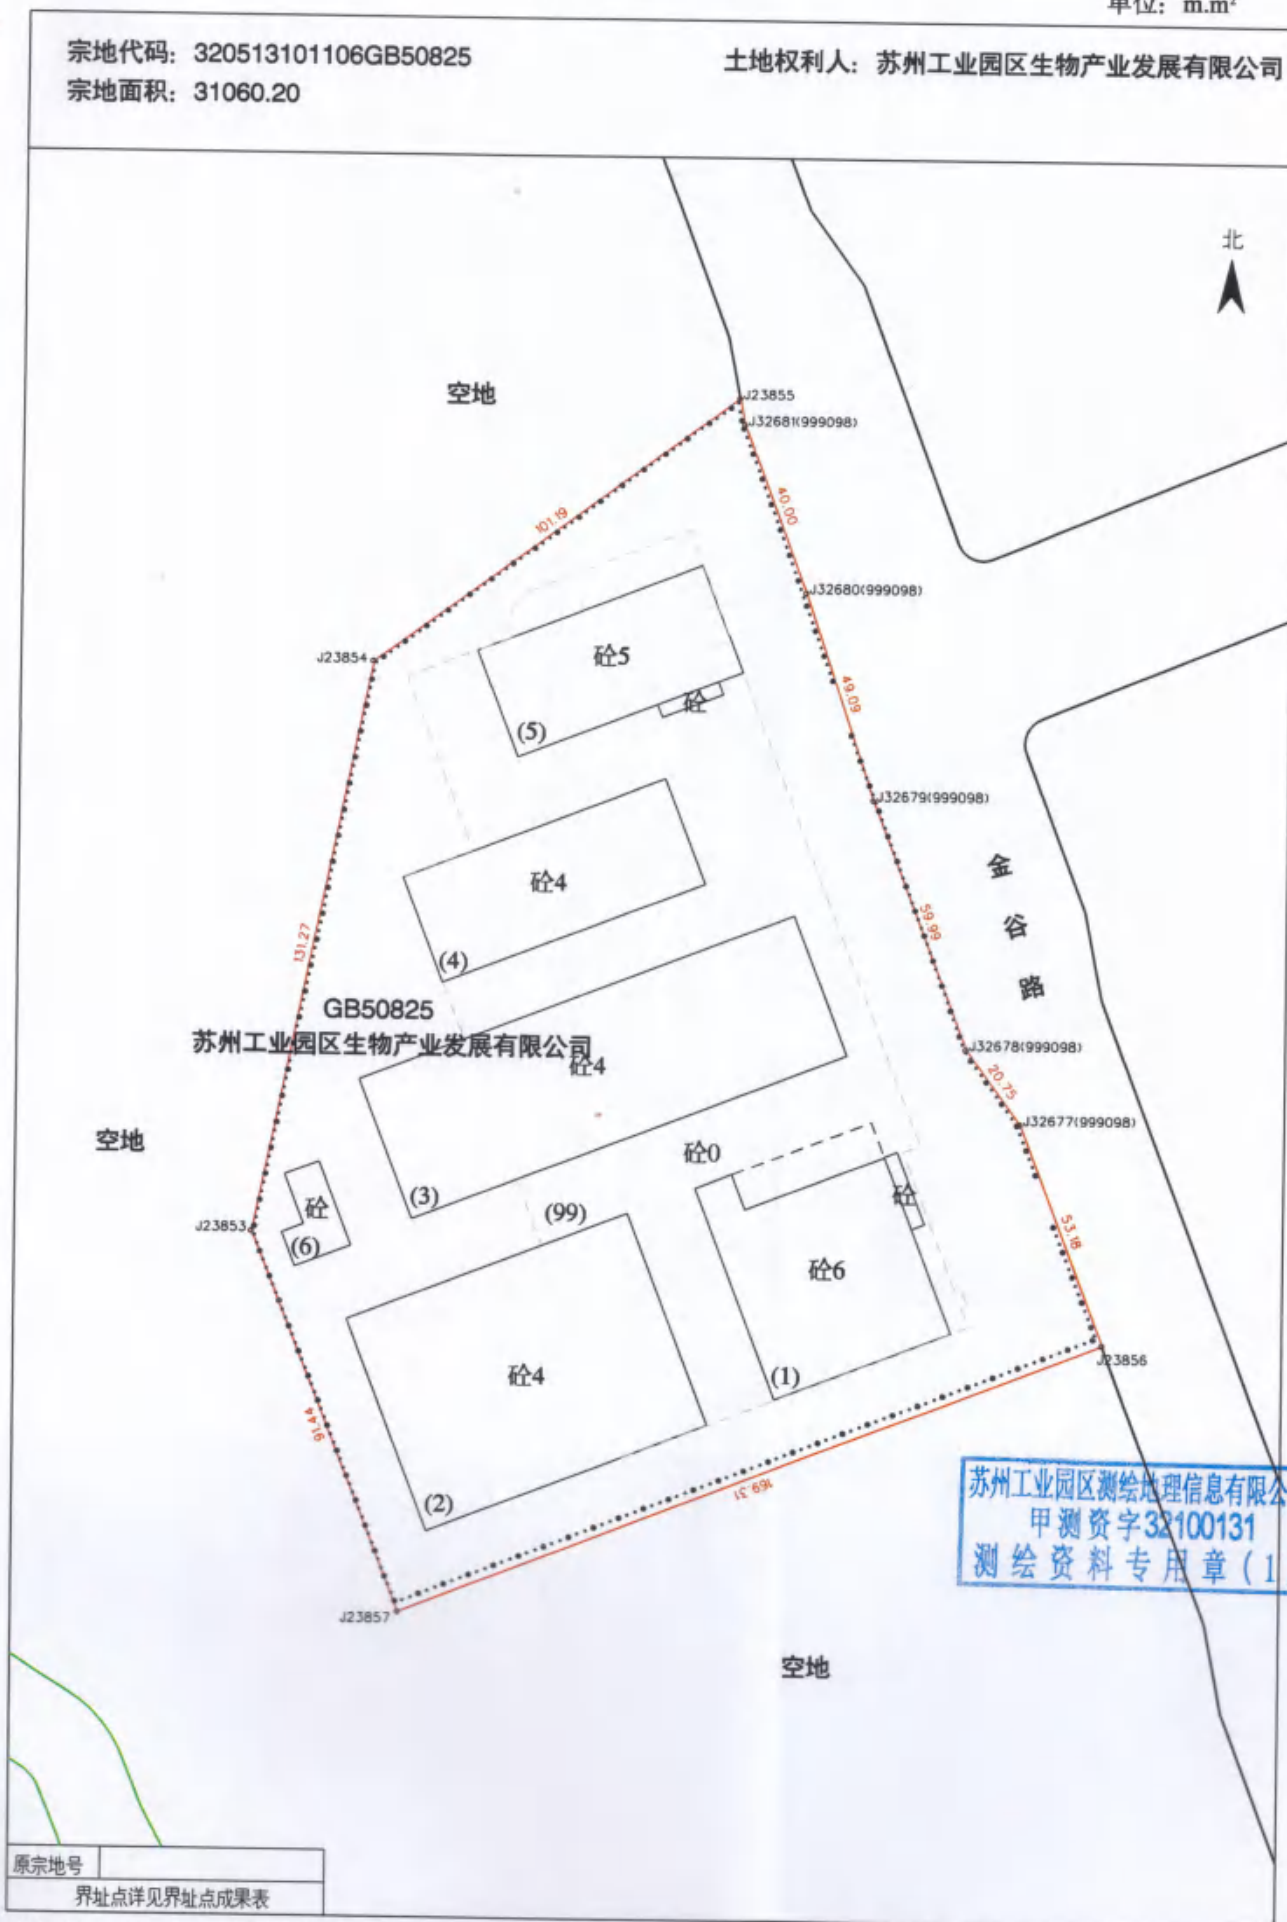 单位：m.m²
宗地代码：320513101106GB50825
土地权利人：苏州工业园区生物产业发展有限公司
宗地面积：31060.20
北
空地
J23855
J32681(999098)
40.00
101.19
J32680(999098)
砼5
J23854
49.09
砼
(5)
J32679(999098)
砼4
金
谷
路
59.99
131.27
(4)
GB50825
苏州工业园区生物产业发展有限公司
砼4
J32678(999098)
20.75
J32677(999098)
空地
砼0
砼
砼
(3)
(99)
J23853
(6)
53.18
砼6
J23856
砼4
(1)
91.44
169.31
(2)
苏州工业园区测绘地理信息有限公
甲测资字32100131
测绘资料专用章(1
J23857
空地
原宗地号
界址点详见界址点成果表